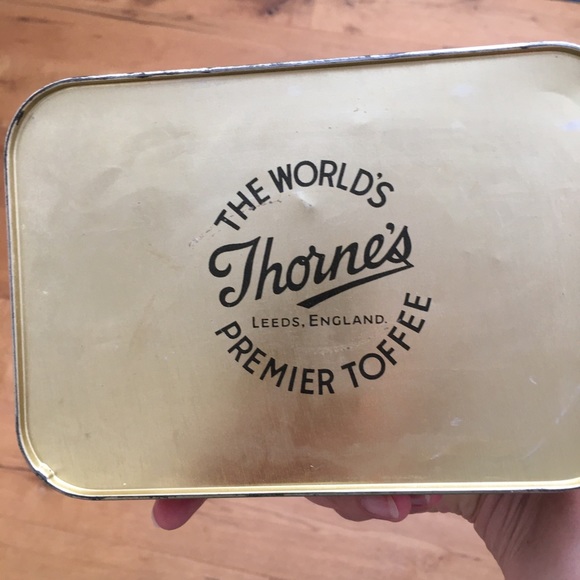 THE WORLD'S
Thorne's
LEEDS, ENGLAND.
PREMIER TOFFEE